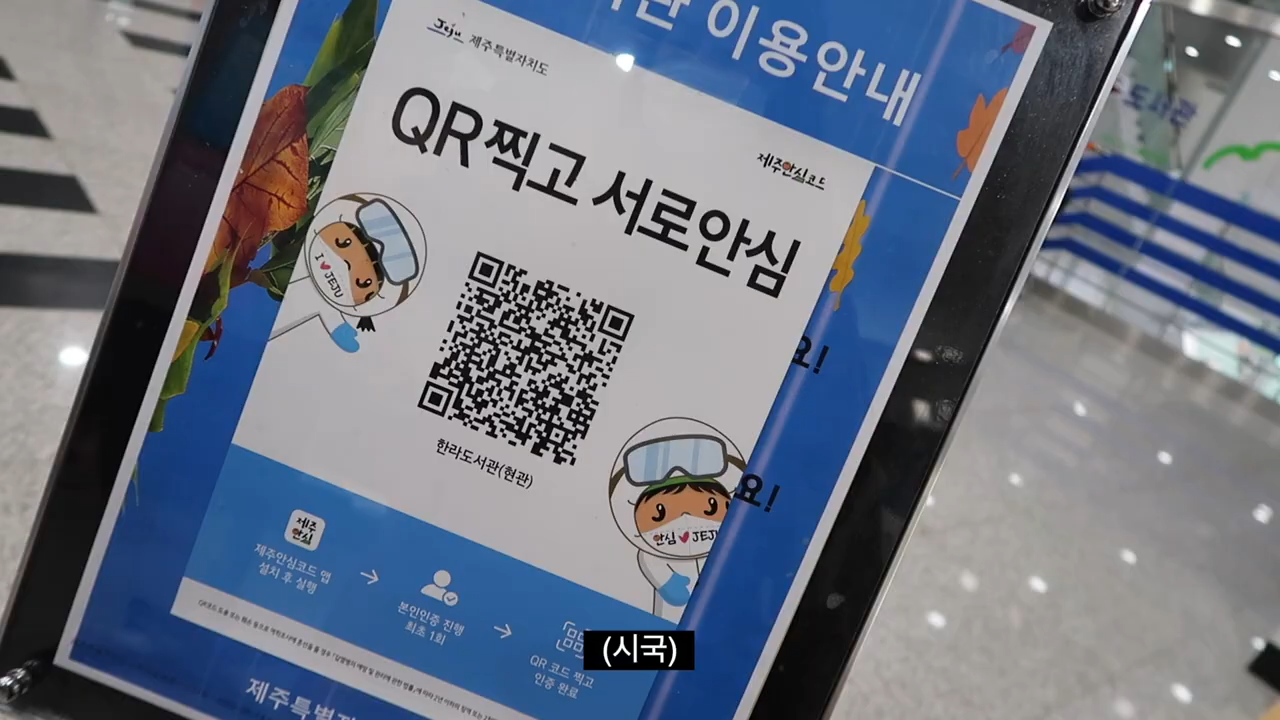 이용안내
Jeju 제주특별자치도
제주안심코드
QR찍고 서로안심
I ♥ JEJU
요!
한라도서관(현관)
요!
안심 ♥ JEJU
제주
안심
제주안심코드 앱
설치 후 실행
본인인증 진행
최초 1회
QR 코드 찍고
인증 완료
(시국)
제주특별자
도서관